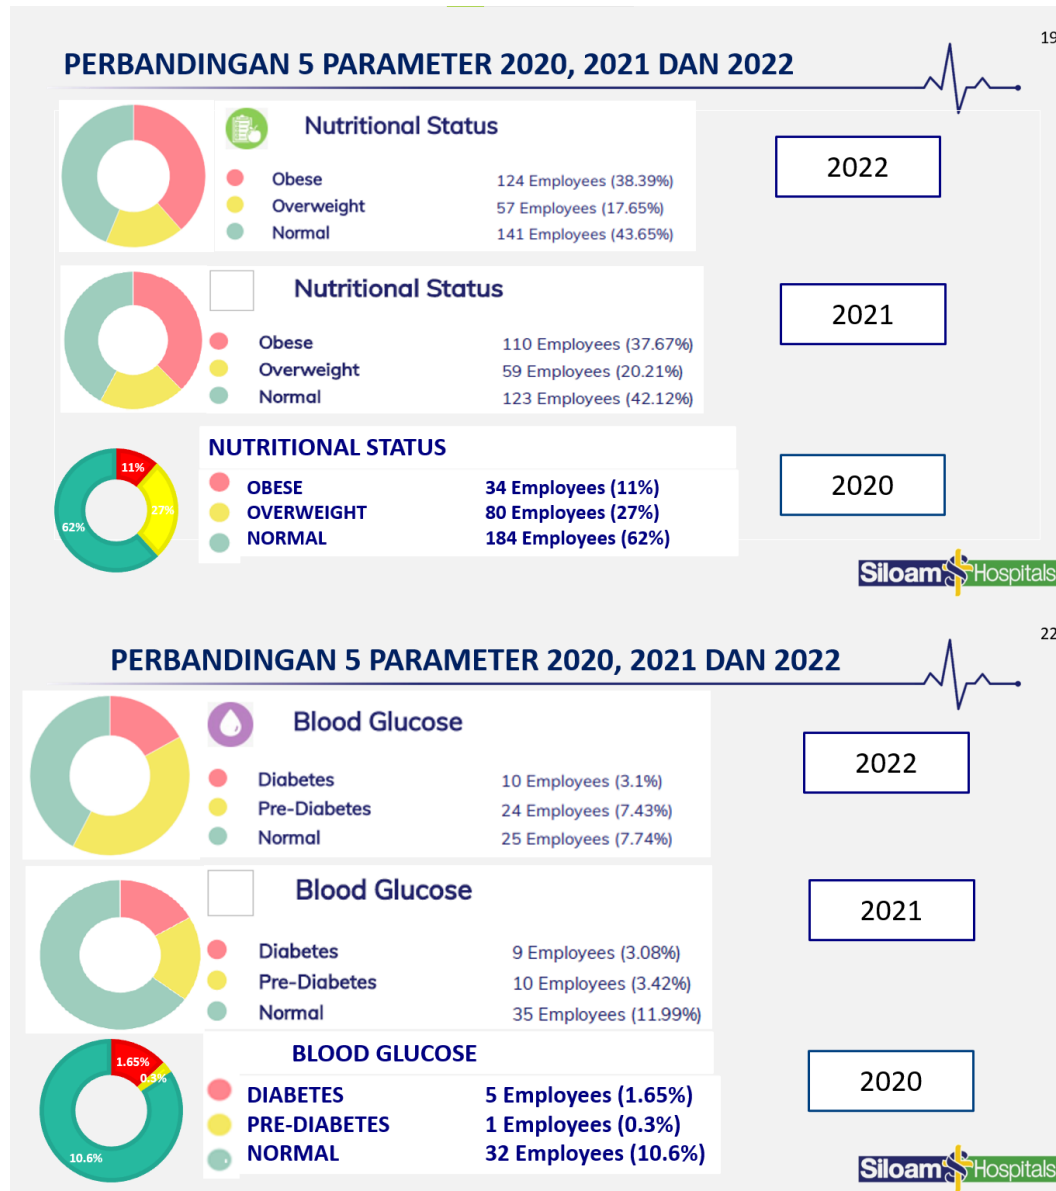 19
PERBANDINGAN 5 PARAMETER 2020, 2021 DAN 2022
Nutritional Status
Obese 124 Employees (38.39%)
Overweight 57 Employees (17.65%)
Normal 141 Employees (43.65%)
2022
Nutritional Status
Obese 110 Employees (37.67%)
Overweight 59 Employees (20.21%)
Normal 123 Employees (42.12%)
2021
11%
27%
62%
NUTRITIONAL STATUS
OBESE 34 Employees (11%)
OVERWEIGHT 80 Employees (27%)
NORMAL 184 Employees (62%)
2020
Siloam Hospitals
22
PERBANDINGAN 5 PARAMETER 2020, 2021 DAN 2022
Blood Glucose
Diabetes 10 Employees (3.1%)
Pre-Diabetes 24 Employees (7.43%)
Normal 25 Employees (7.74%)
2022
Blood Glucose
Diabetes 9 Employees (3.08%)
Pre-Diabetes 10 Employees (3.42%)
Normal 35 Employees (11.99%)
2021
1.65%
0.3%
10.6%
BLOOD GLUCOSE
DIABETES 5 Employees (1.65%)
PRE-DIABETES 1 Employees (0.3%)
NORMAL 32 Employees (10.6%)
2020
Siloam Hospitals